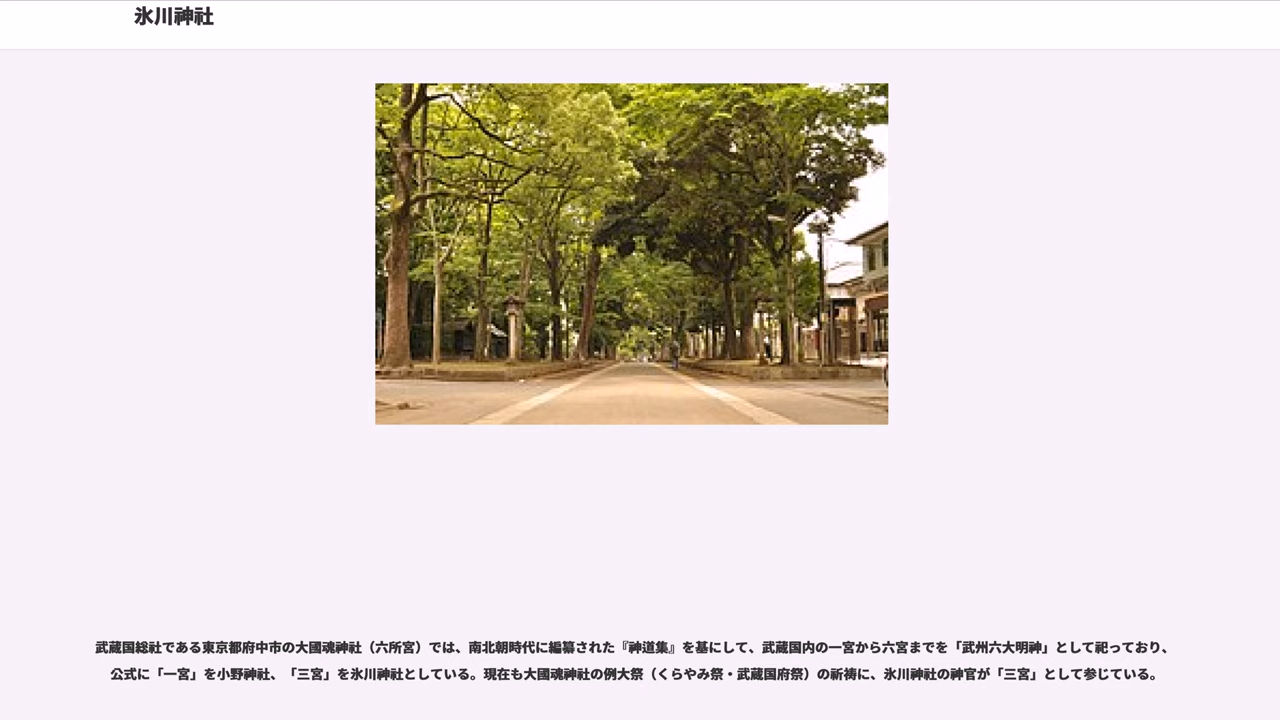 氷川神社
武蔵国総社である東京都府中市の大國魂神社（六所宮）では、南北朝時代に編纂された『神道集』を基にして、武蔵国内の一宮から六宮までを「武州六大明神」として祀っており、
公式に「一宮」を小野神社、「三宮」を氷川神社としている。現在も大國魂神社の例大祭（くらやみ祭・武蔵国府祭）の祈祷に、氷川神社の神官が「三宮」として参じている。